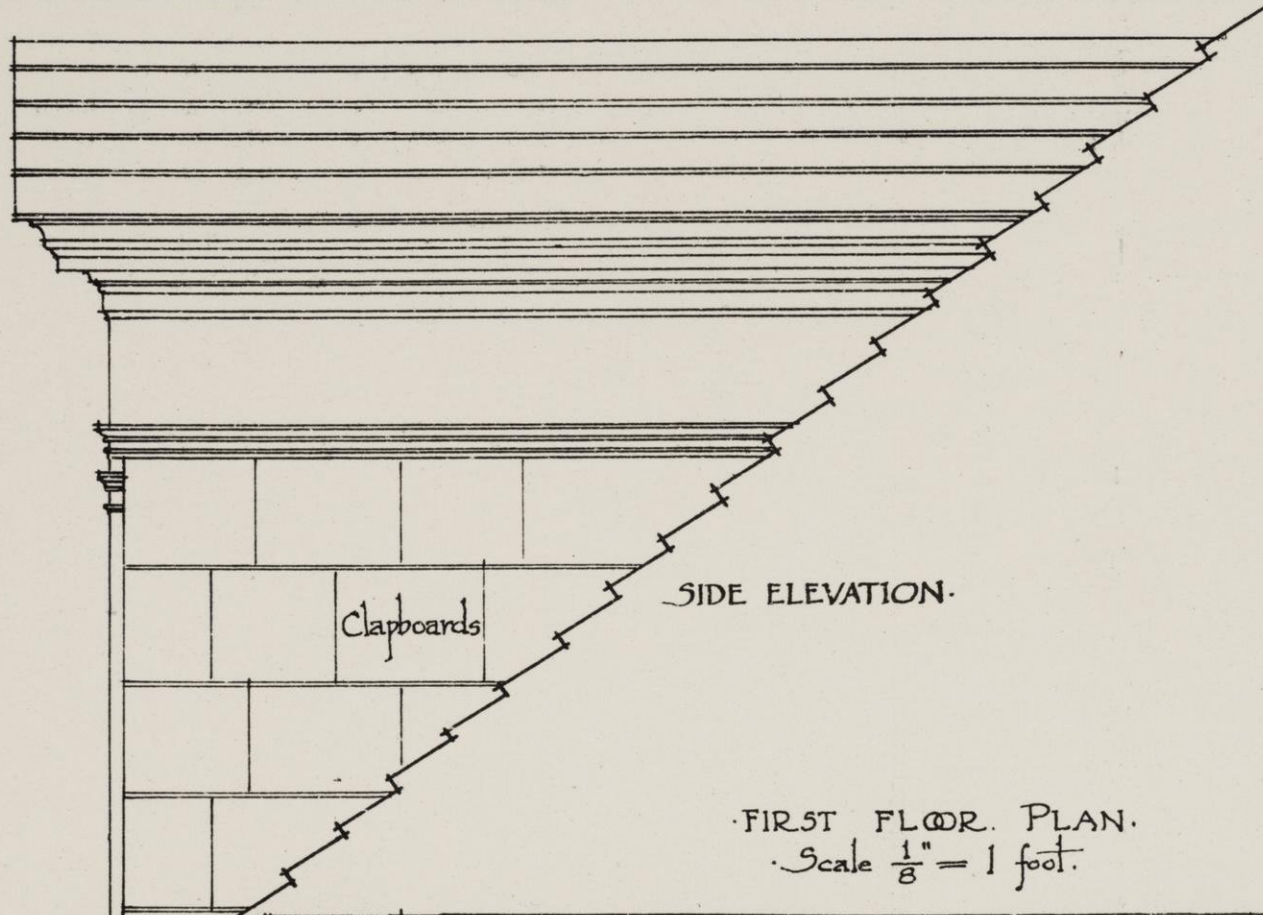 SIDE ELEVATION.
Clapboards
·FIRST FLOOR. PLAN.
·Scale 1/8" = 1 foot.